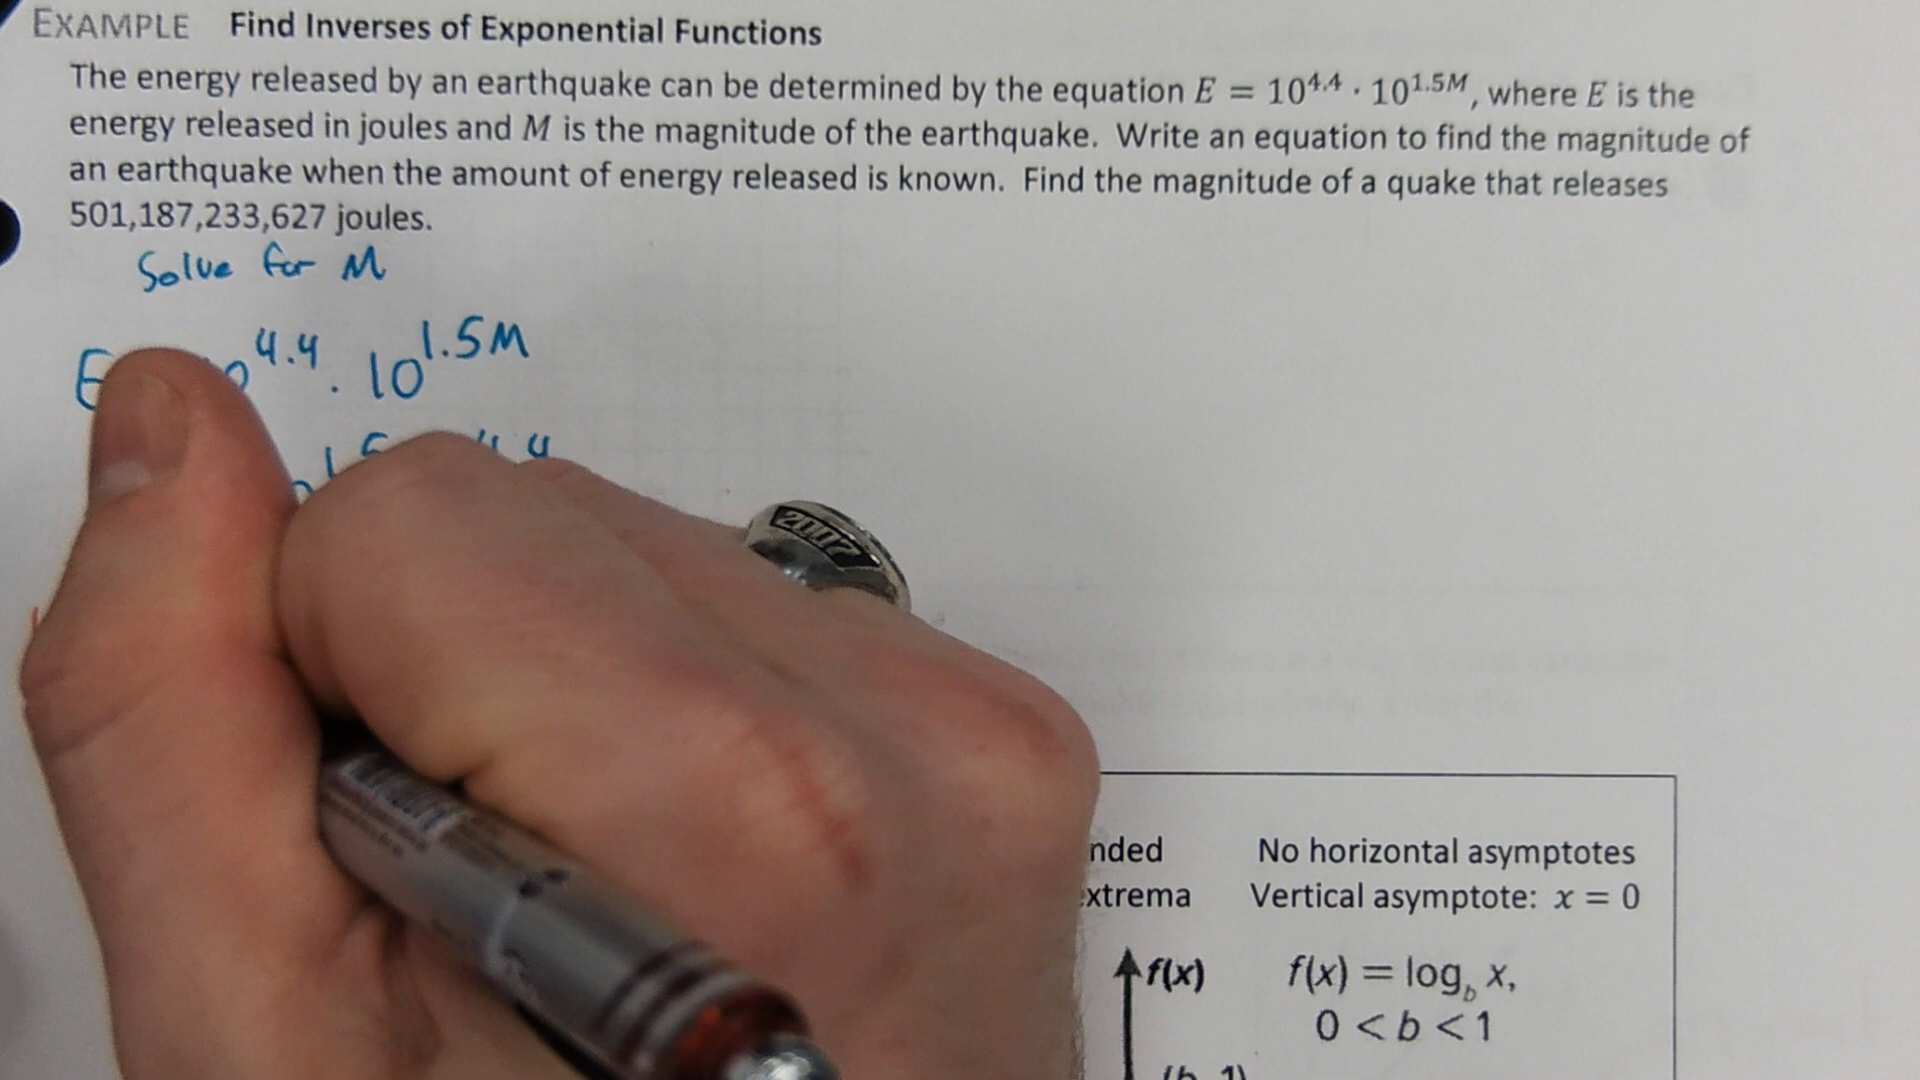 EXAMPLE Find Inverses of Exponential Functions
The energy released by an earthquake can be determined by the equation E = 10^4.4 · 10^1.5M, where E is the
energy released in joules and M is the magnitude of the earthquake. Write an equation to find the magnitude of
an earthquake when the amount of energy released is known. Find the magnitude of a quake that releases
501,187,233,627 joules.
Solve for M
E 4.4 · 10^1.5M
4.4
2007
nded No horizontal asymptotes
xtrema Vertical asymptote: x = 0
f(x) f(x) = log_b x,
0 < b < 1